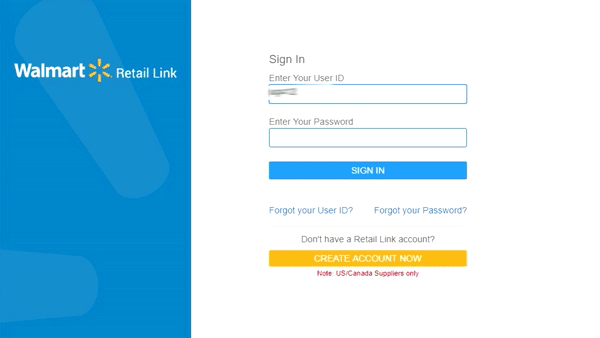 Walmart Retail Link
Sign In
Enter Your User ID
Enter Your Password
SIGN IN
Forgot your User ID? Forgot your Password?
Don't have a Retail Link account?
CREATE ACCOUNT NOW
Note: US/Canada Suppliers only